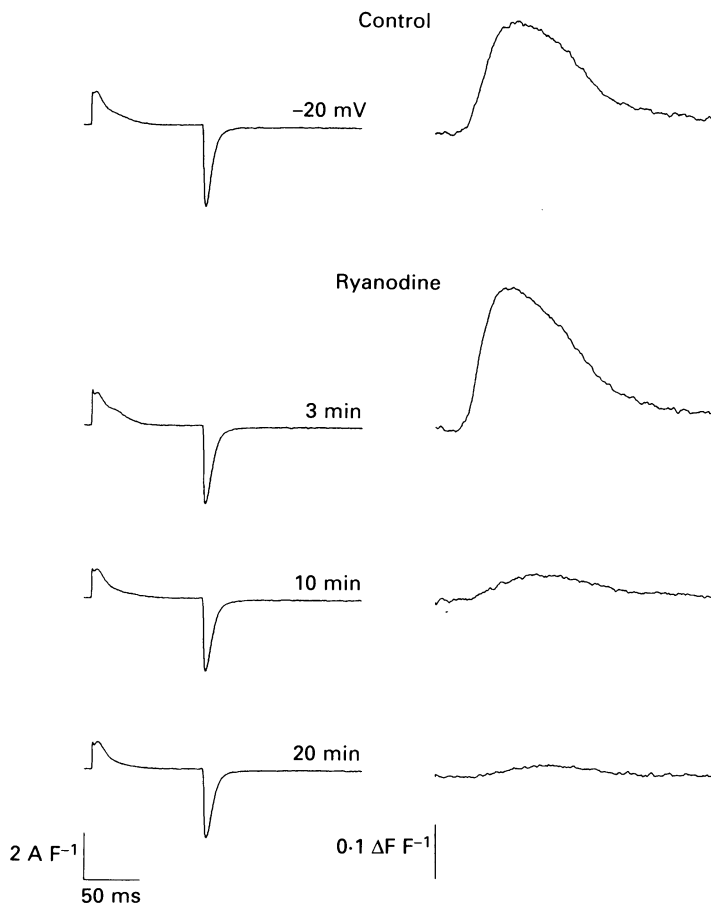 Control
−20 mV
Ryanodine
3 min
10 min
20 min
2 A F⁻¹
0·1 ΔF F⁻¹
50 ms